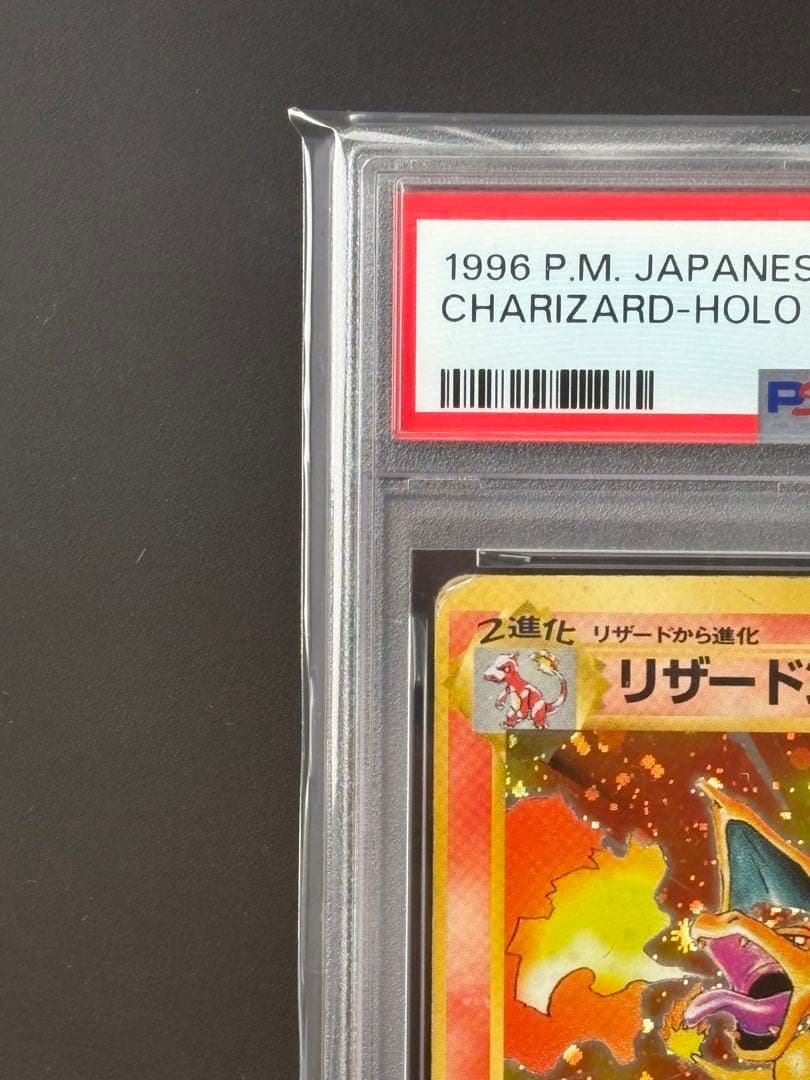 1996 P.M. JAPANES
CHARIZARD-HOLO
PS
2進化 リザードから進化
リザード